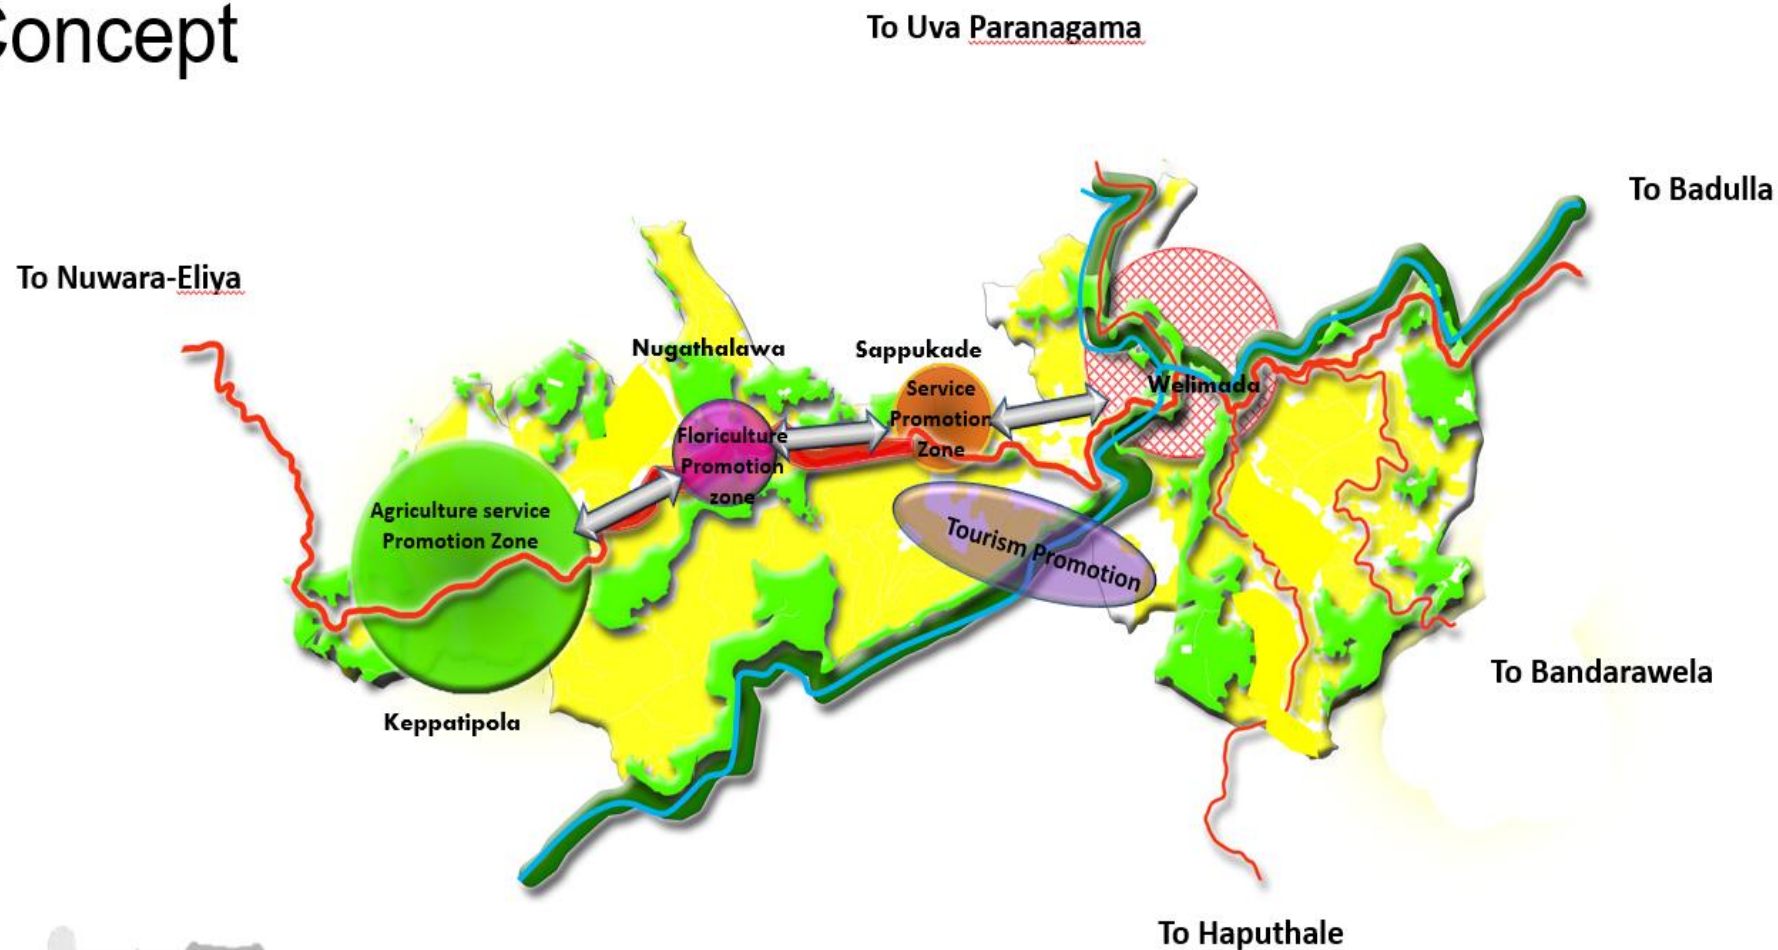 Concept
To Uva Paranagama
To Badulla
To Nuwara-Eliya
Nugathalawa
Sappukade
Service
Promotion
Zone
Welimada
Floriculture
Promotion
zone
Agriculture service
Promotion Zone
Tourism Promotion
Keppatipola
To Bandarawela
To Haputhale